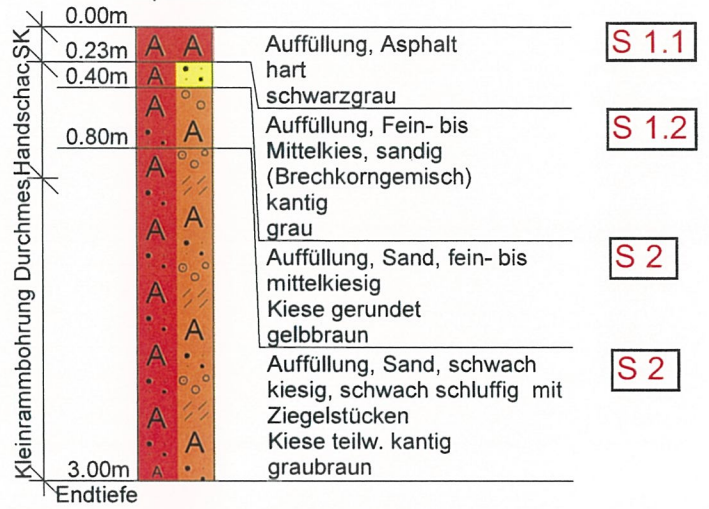 0.00m
0.23m
0.40m
0.80m
3.00m
Endtiefe
Kleinrammbohrung Durchmes,Handschac,SK
A A
A
A
A
A
A
A
A
A
A
A
A
A
Auffüllung, Asphalt
hart
schwarzgrau
S 1.1
Auffüllung, Fein- bis
Mittelkies, sandig
(Brechkorngemisch)
kantig
grau
S 1.2
Auffüllung, Sand, fein- bis
mittelkiesig
Kiese gerundet
gelbbraun
S 2
Auffüllung, Sand, schwach
kiesig, schwach schluffig mit
Ziegelstücken
Kiese teilw. kantig
graubraun
S 2